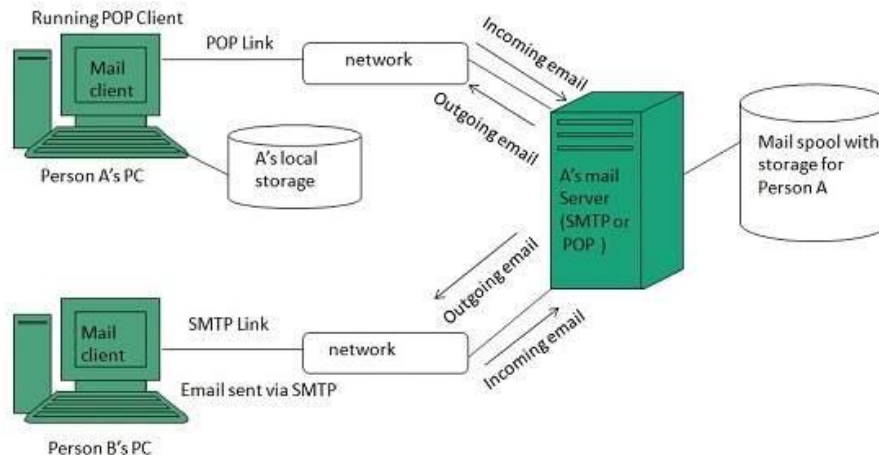 Running POP Client
POP Link
network
Incoming email
Outgoing email
Mail
client
Person A's PC
A's local
storage
A's mail
Server
(SMTP or
POP )
Mail spool with
storage for
Person A
Outgoing email
Incoming email
Mail
client
SMTP Link
network
Email sent via SMTP
Person B's PC